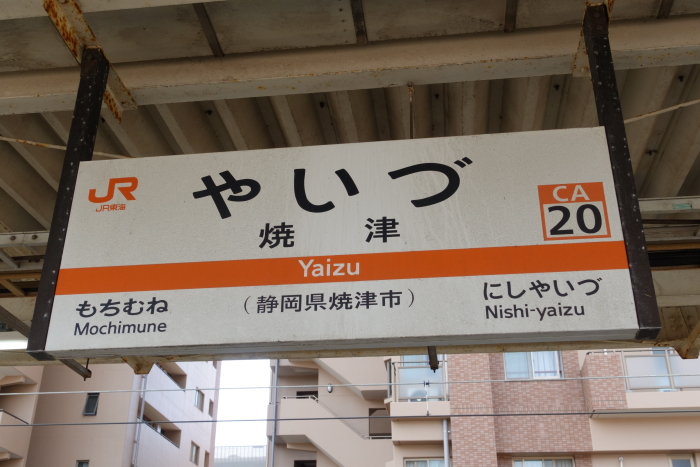 JR
JR東海
やいづ
焼津
CA
20
Yaizu
もちむね
Mochimune
(静岡県焼津市)
にしやいづ
Nishi-yaizu